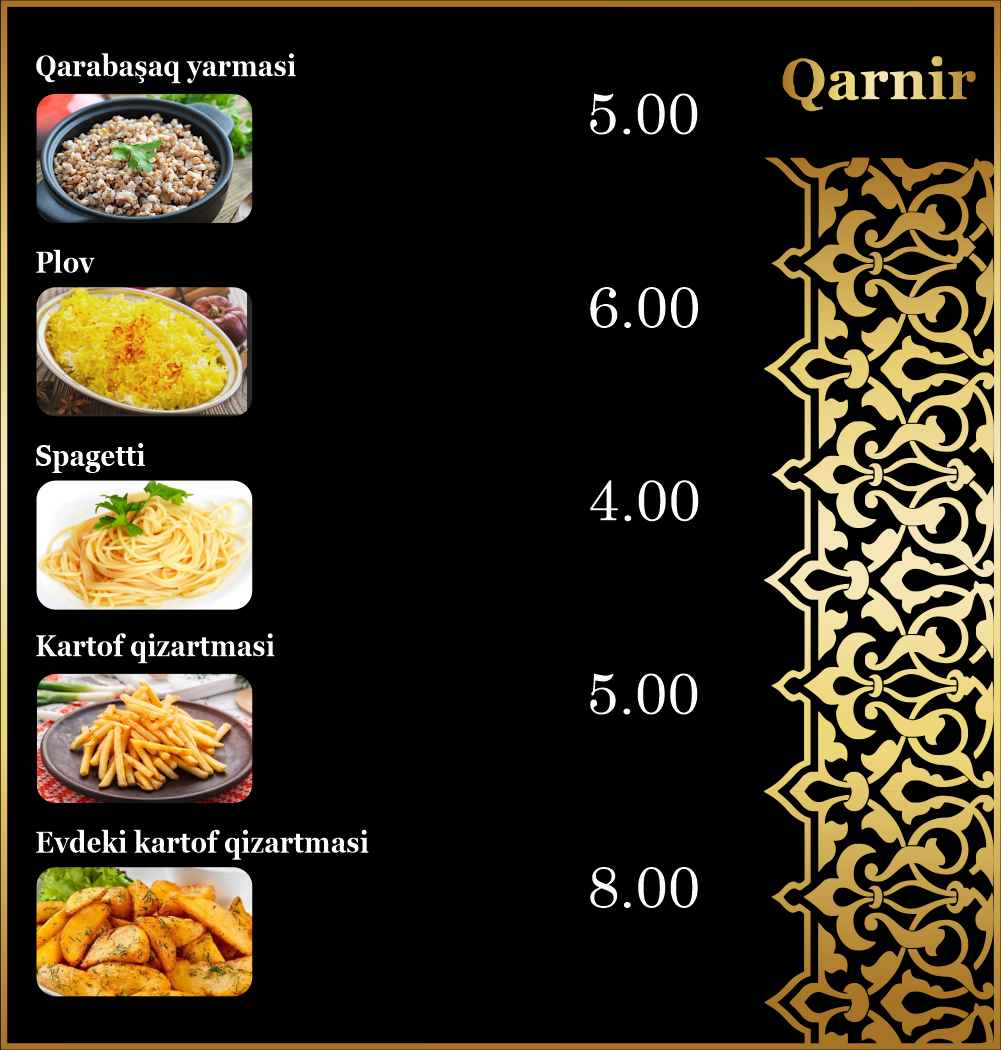 Qarnir
Qarabaşaq yarmasi
5.00
Plov
6.00
Spagetti
4.00
Kartof qizartmasi
5.00
Evdeki kartof qizartmasi
8.00